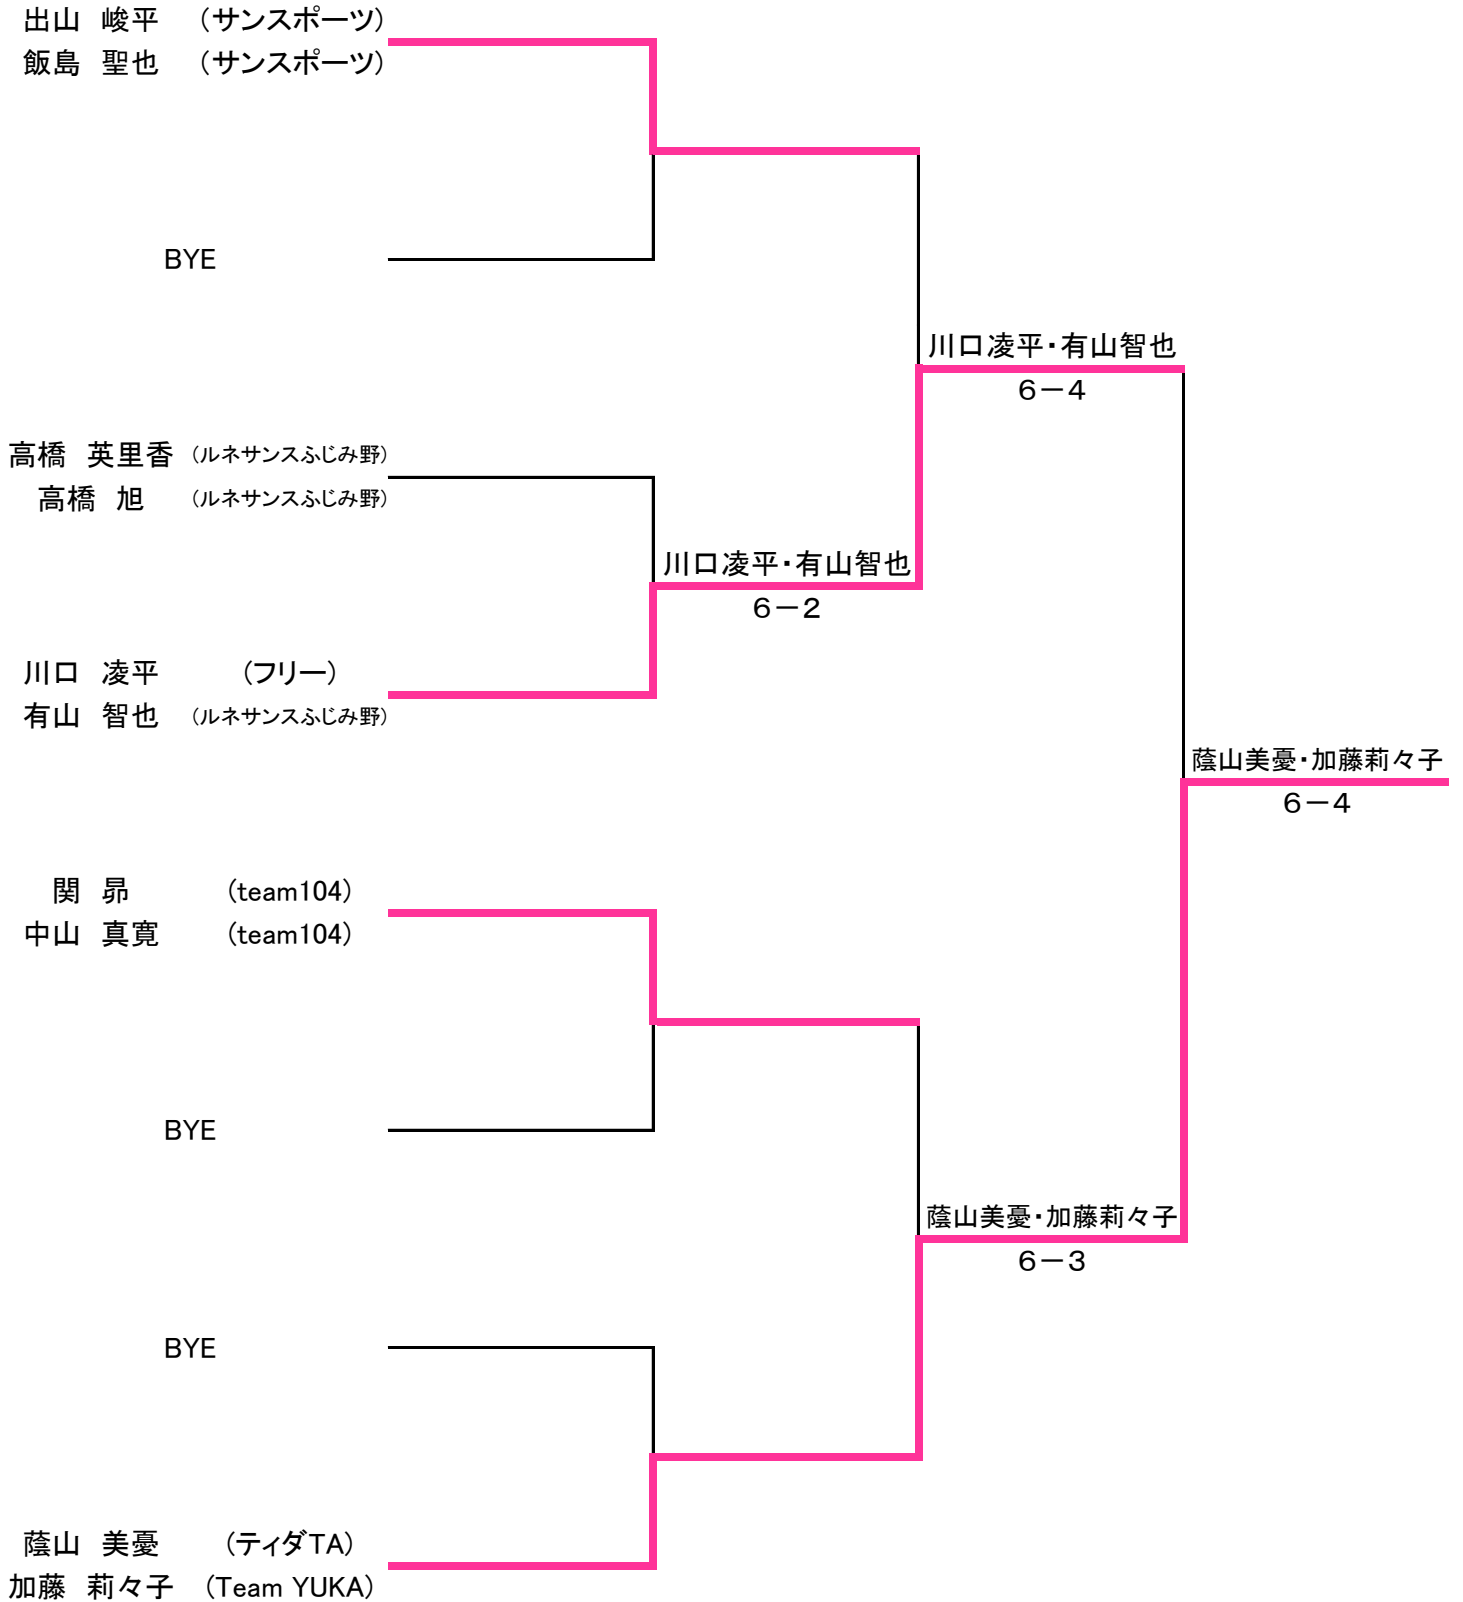 出山　峻平　（サンスポーツ）
飯島　聖也　（サンスポーツ）
BYE
川口凌平・有山智也
６－４
高橋　英里香　（ルネサンスふじみ野）
高橋　旭　（ルネサンスふじみ野）
川口凌平・有山智也
６－２
川口　凌平　（フリー）
有山　智也　（ルネサンスふじみ野）
蔭山美憂・加藤莉々子
６－４
関　昴　（team104）
中山　真寛　（team104）
BYE
蔭山美憂・加藤莉々子
６－３
BYE
蔭山　美憂　（ティダTA）
加藤　莉々子　（Team YUKA）